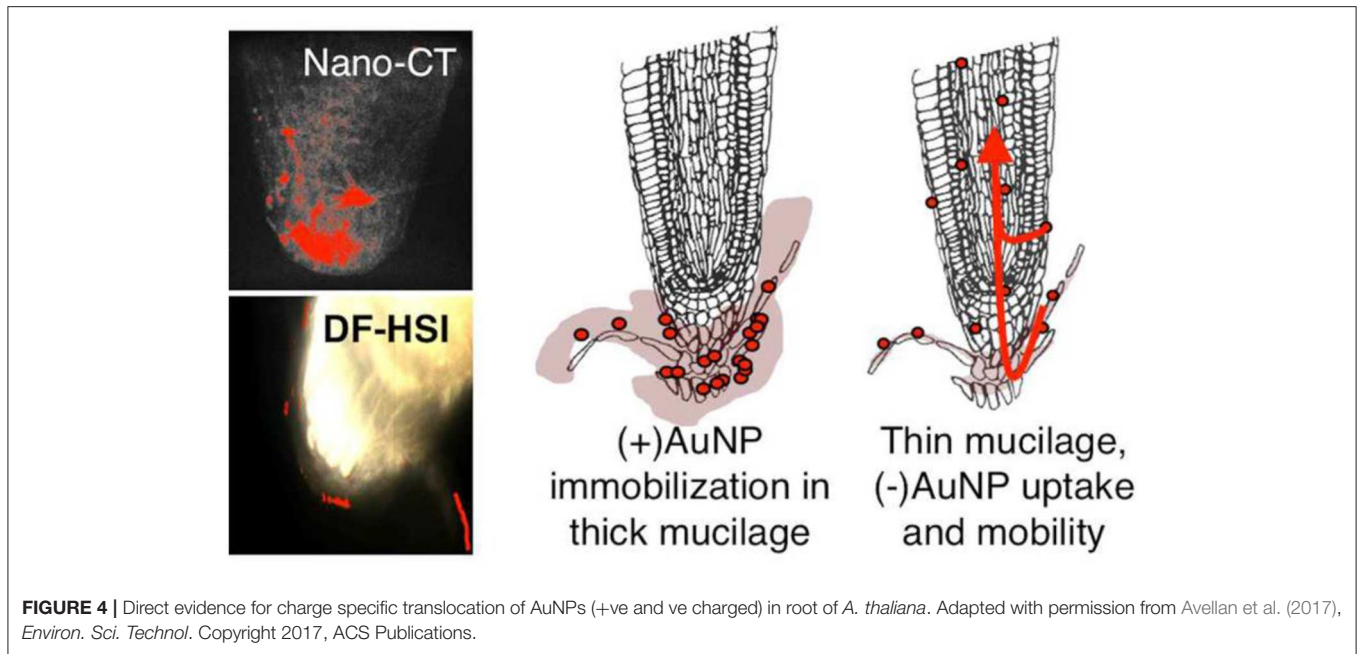 Nano-CT
DF-HSI
(+)AuNP
immobilization in
thick mucilage
Thin mucilage,
(-)AuNP uptake
and mobility
FIGURE 4 | Direct evidence for charge specific translocation of AuNPs (+ve and ve charged) in root of A. thaliana. Adapted with permission from Avellan et al. (2017),
Environ. Sci. Technol. Copyright 2017, ACS Publications.